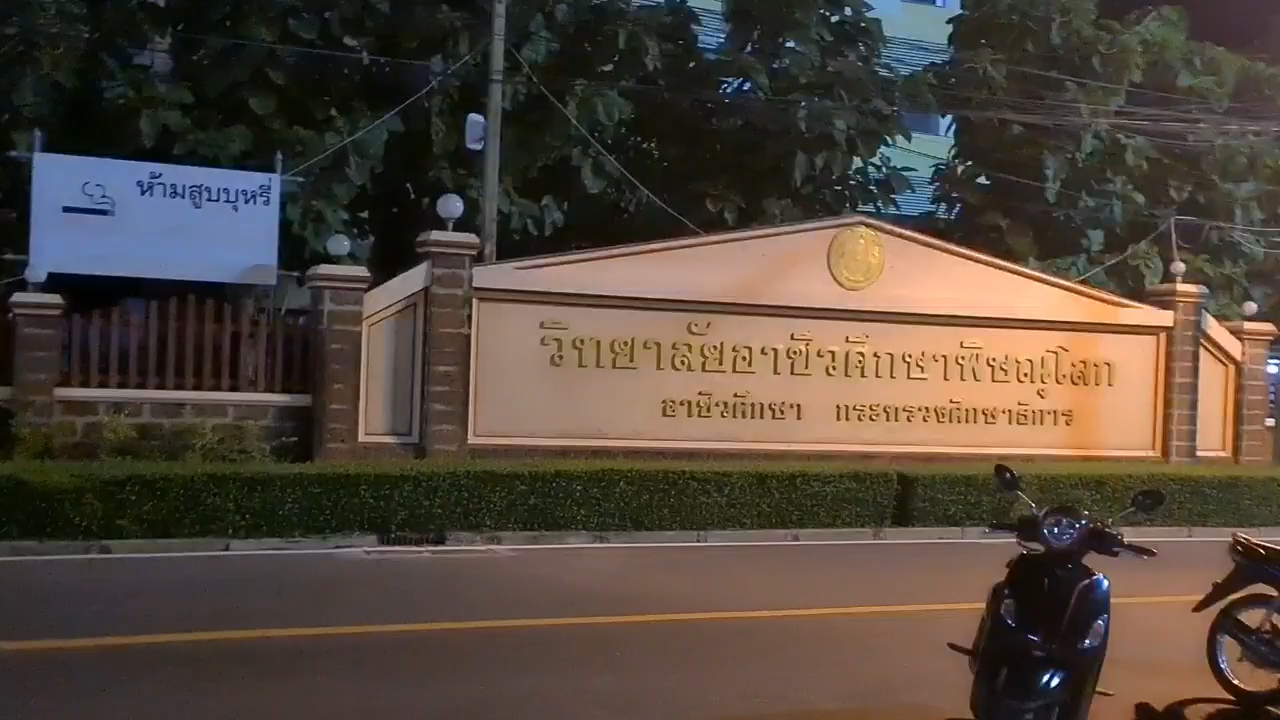 ห้ามสูบบุหรี่
วิทยาลัยอาชีวศึกษาพิษณุโลก
อาชีวศึกษา กระทรวงศึกษาธิการ